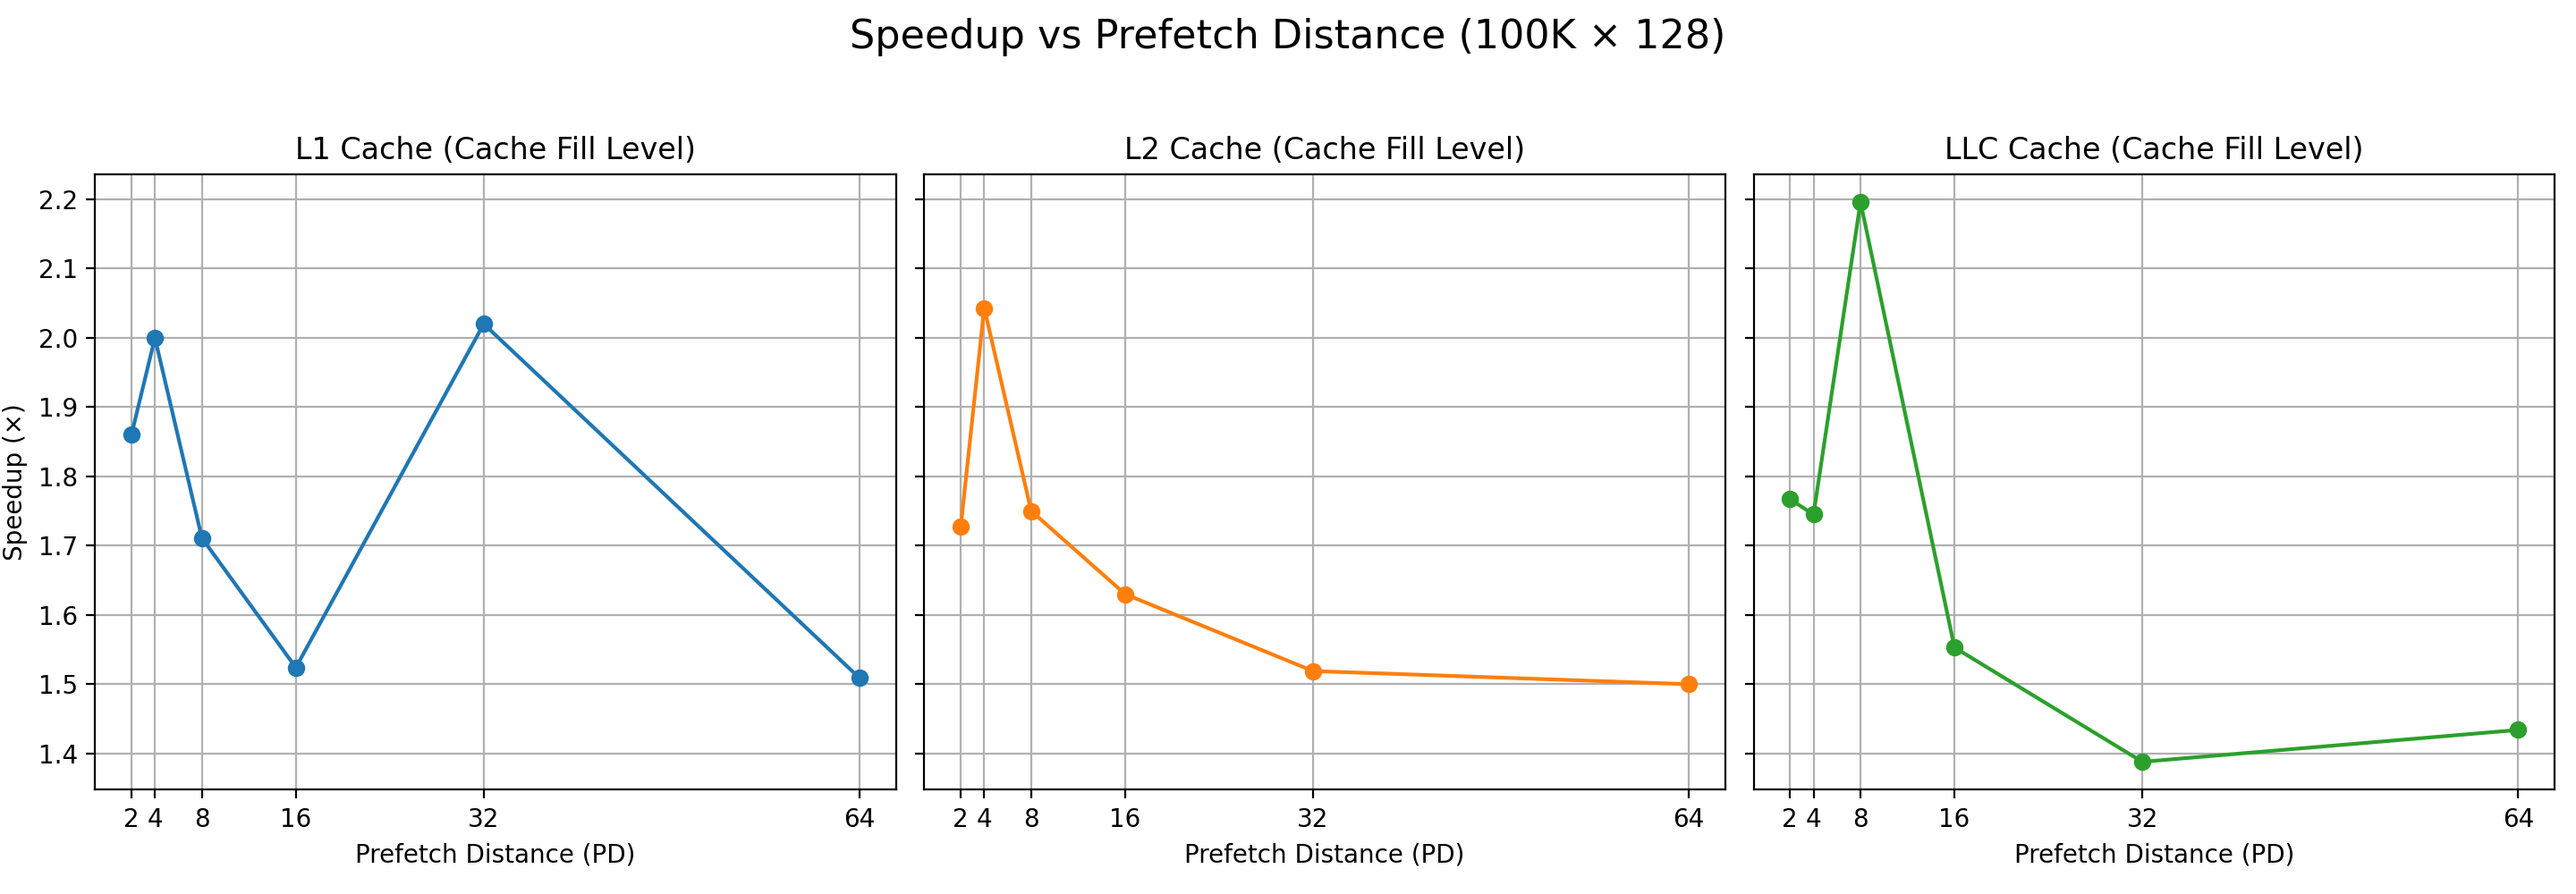 Speedup vs Prefetch Distance (100K × 128)
L1 Cache (Cache Fill Level)
Speedup (×)
2.2
2.1
2.0
1.9
1.8
1.7
1.6
1.5
1.4
2 4 8 16 32 64
Prefetch Distance (PD)
L2 Cache (Cache Fill Level)
2 4 8 16 32 64
Prefetch Distance (PD)
LLC Cache (Cache Fill Level)
2 4 8 16 32 64
Prefetch Distance (PD)